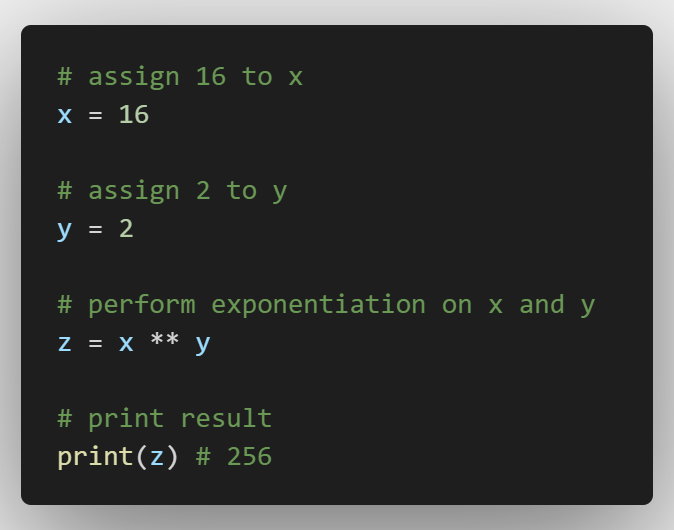 # assign 16 to x
x = 16
# assign 2 to y
y = 2
# perform exponentiation on x and y
z = x ** y
# print result
print(z) # 256